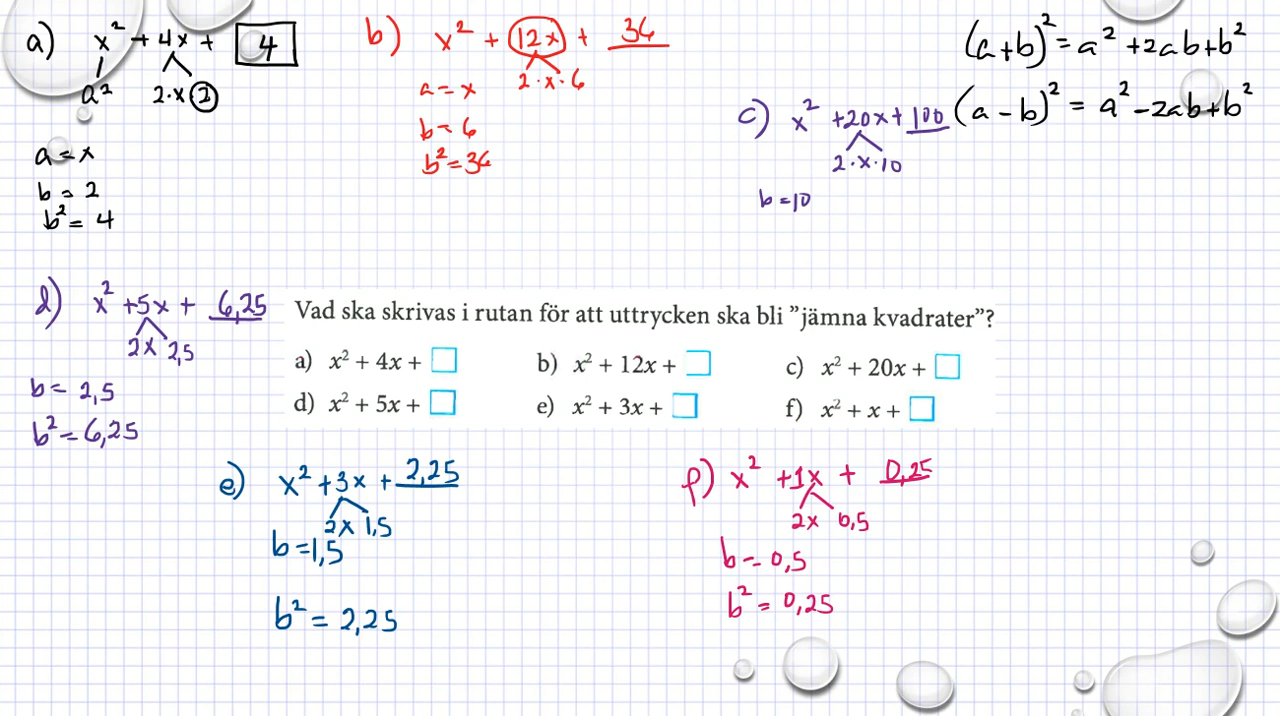 a) x² + 4x + 4
a² 2·x·2
a = x
b = 2
b² = 4
b) x² + 12x + 36
2·x·6
a = x
b = 6
b² = 36
c) x² + 20x + 100
2·x·10
b = 10
(a+b)² = a² + 2ab + b²
(a - b)² = a² - 2ab + b²
d) x² + 5x + 6,25
2x 2,5
b = 2,5
b² = 6,25
Vad ska skrivas i rutan för att uttrycken ska bli ”jämna kvadrater”?
a) x² + 4x + □ b) x² + 12x + □ c) x² + 20x + □
d) x² + 5x + □ e) x² + 3x + □ f) x² + x + □
e) x² + 3x + 2,25
2x 1,5
b = 1,5
b² = 2,25
f) x² + 1x + 0,25
2x 0,5
b = 0,5
b² = 0,25